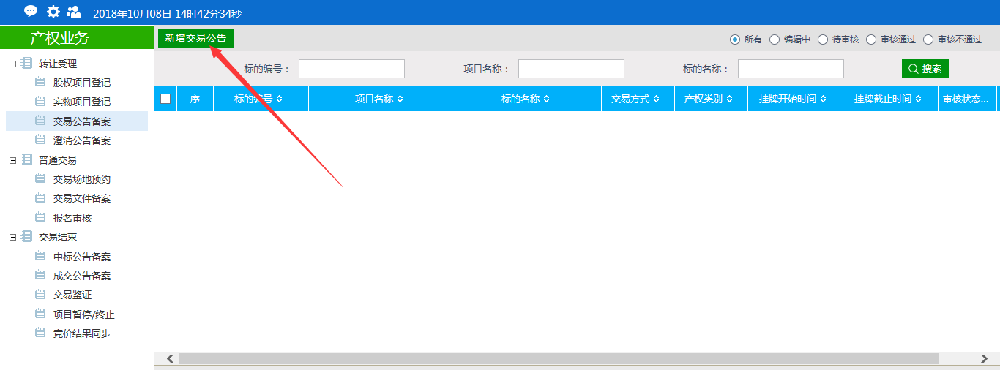 2018年10月08日 14时42分34秒
产权业务
转让受理
股权项目登记
实物项目登记
交易公告备案
澄清公告备案
普通交易
交易场地预约
交易文件备案
报名审核
交易结束
中标公告备案
成交公告备案
交易鉴证
项目暂停/终止
竞价结果同步
新增交易公告
所有 编辑中 待审核 审核通过 审核不通过
标的编号： 项目名称： 标的名称： 搜索
序 标的编号 项目名称 标的名称 交易方式 产权类别 挂牌开始时间 挂牌截止时间 审核状态...